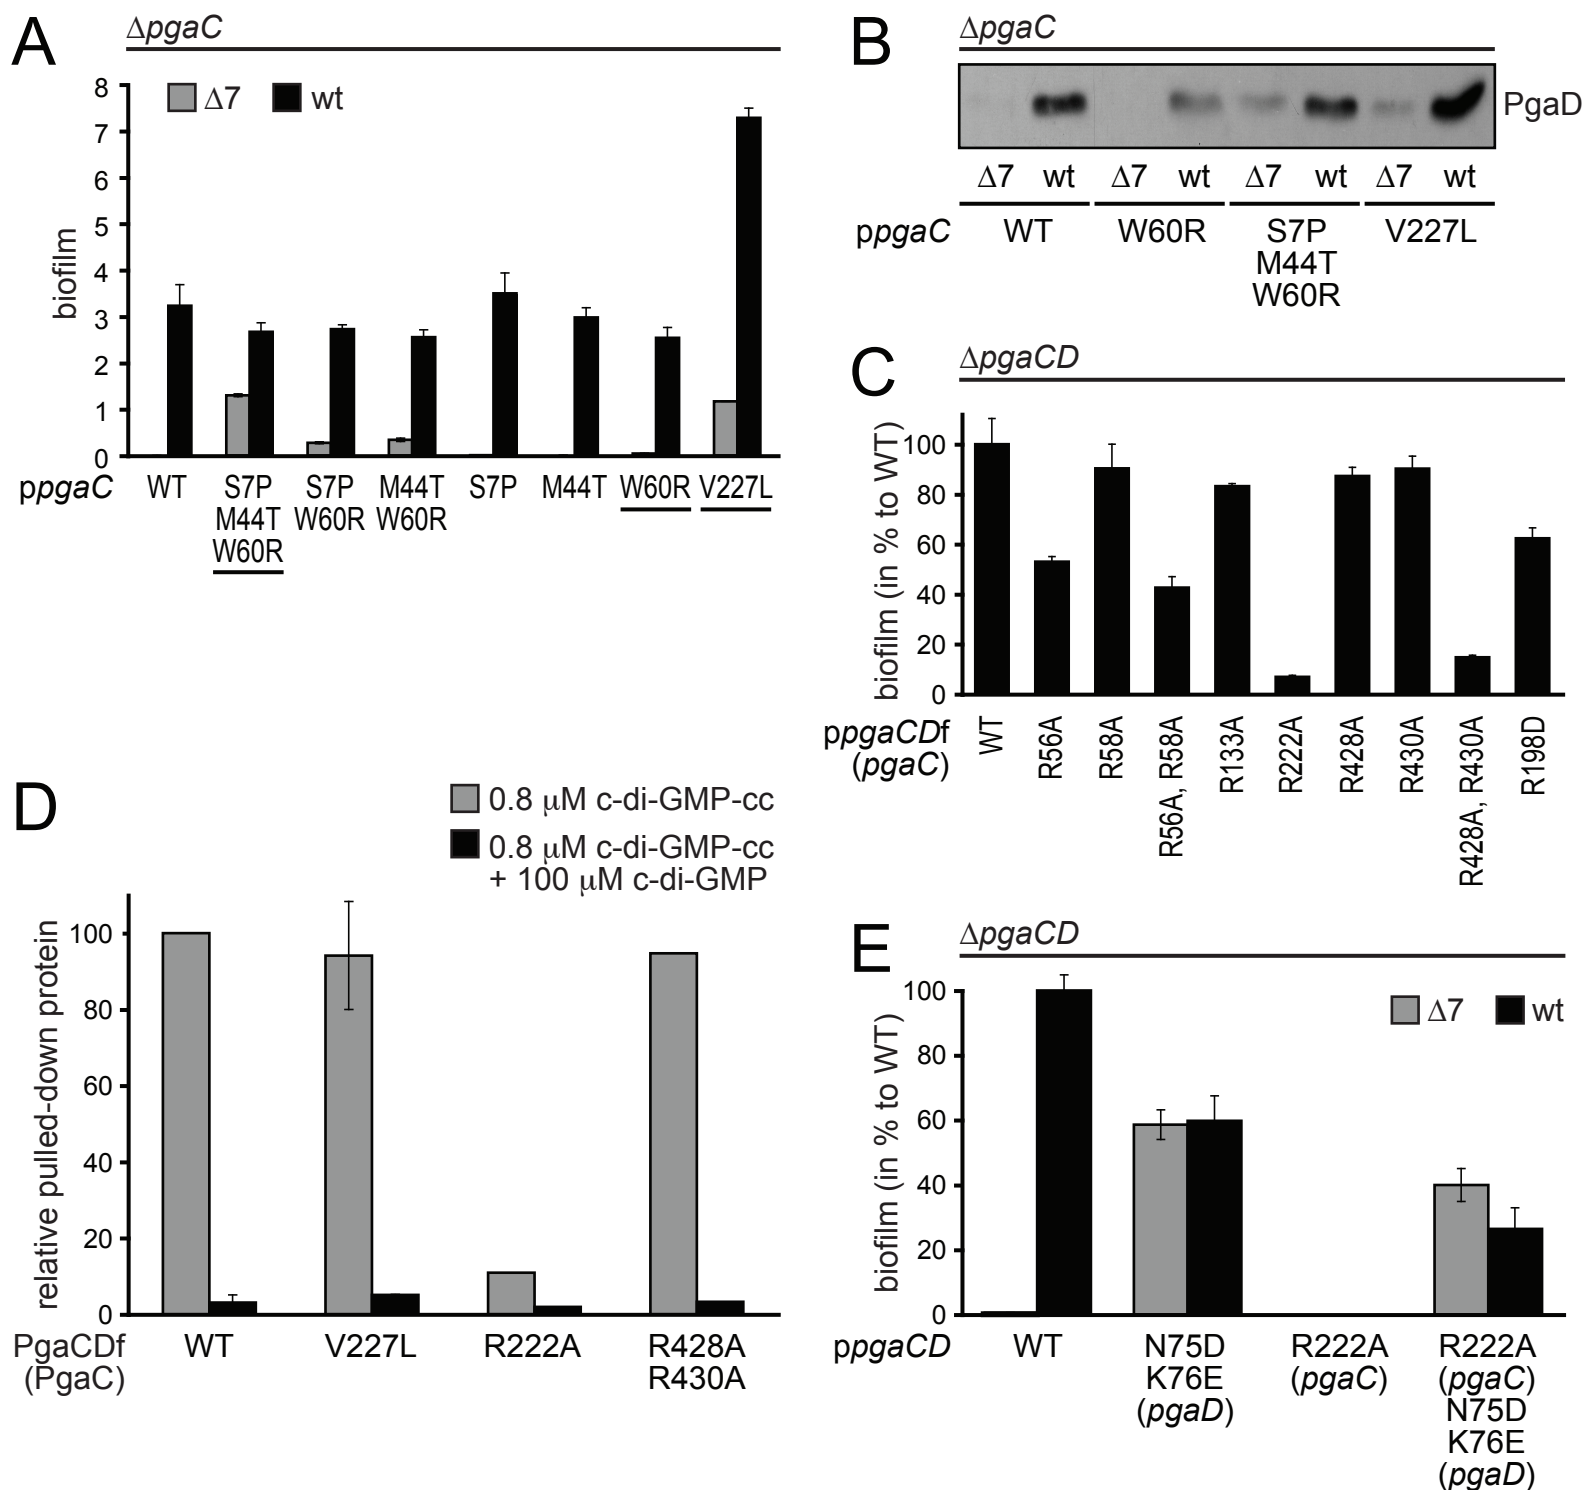 A
ΔpgaC
Δ7 wt
biofilm
8
7
6
5
4
3
2
1
0
ppgaC WT S7P S7P M44T S7P M44T W60R V227L
M44T W60R W60R
W60R
B
ΔpgaC
PgaD
Δ7 wt Δ7 wt Δ7 wt Δ7 wt
ppgaC WT W60R S7P V227L
M44T
W60R
C
ΔpgaCD
biofilm (in % to WT)
100
80
60
40
20
0
ppgaCDf
(pgaC)
WT
R56A
R58A
R56A, R58A
R133A
R222A
R428A
R430A
R428A, R430A
R198D
D
0.8 μM c-di-GMP-cc
0.8 μM c-di-GMP-cc
+ 100 μM c-di-GMP
relative pulled-down protein
100
80
60
40
20
0
PgaCDf WT V227L R222A R428A
(PgaC) R430A
E
ΔpgaCD
Δ7 wt
biofilm (in % to WT)
100
80
60
40
20
0
ppgaCD WT N75D R222A R222A
K76E (pgaC) (pgaC)
(pgaD) N75D
K76E
(pgaD)